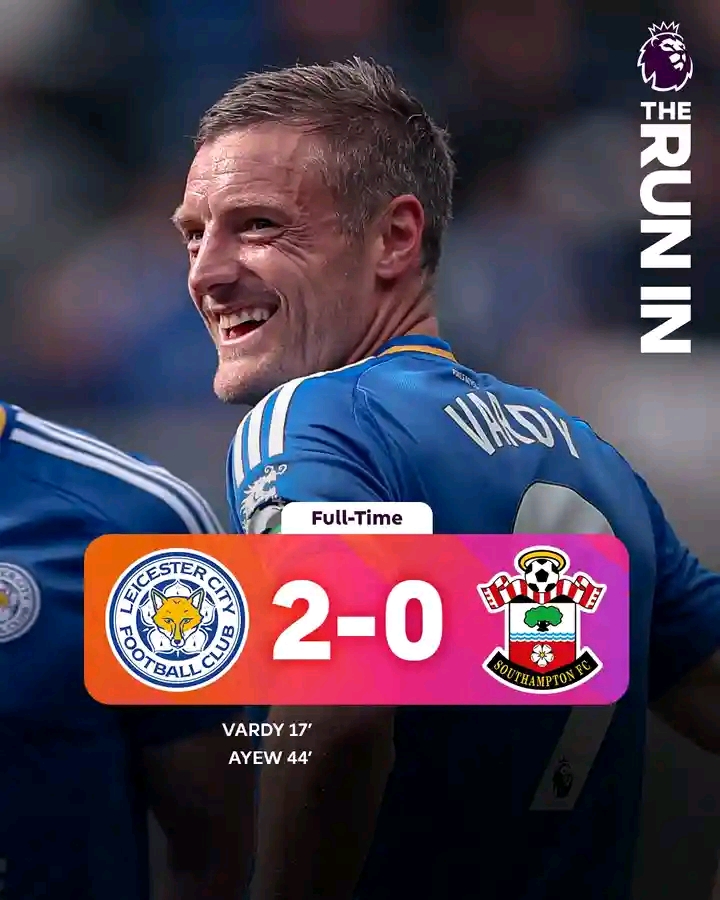 THE
RUN IN
VARDY
Full-Time
LEICESTER CITY
FOOTBALL CLUB
2-0
SOUTHAMPTON FC
VARDY 17'
AYEW 44'